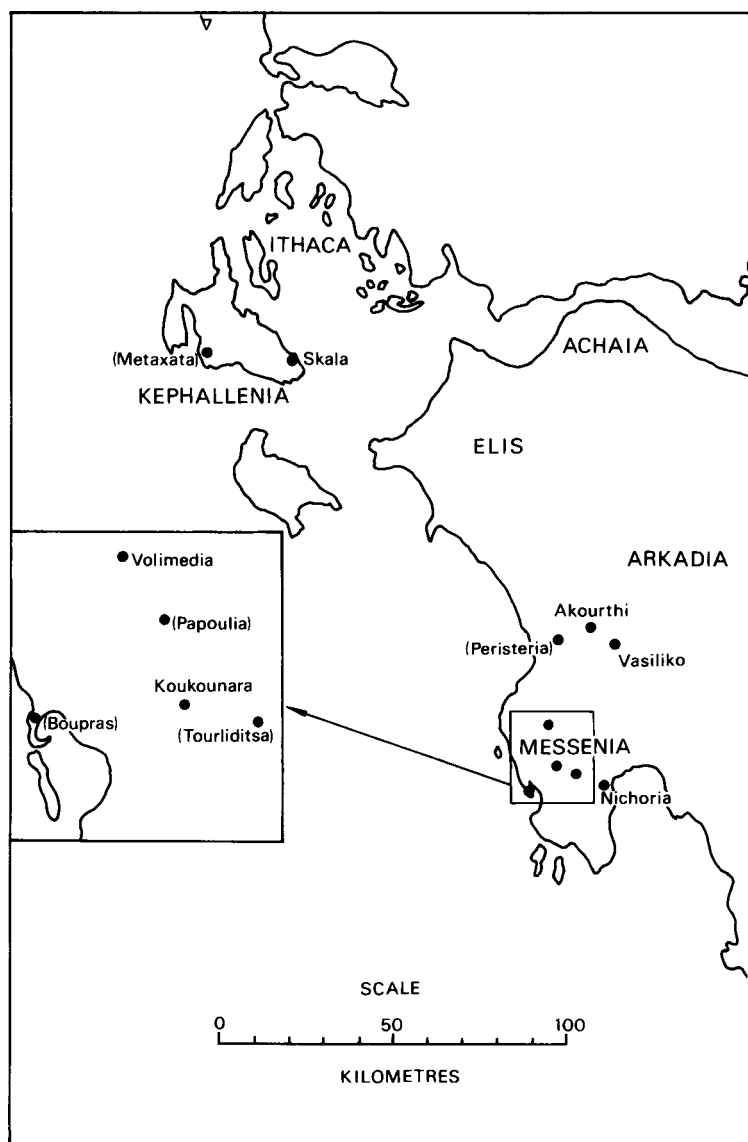 ITHACA
ACHAIA
(Metaxata)
Skala
KEPHALLENIA
ELIS
ARKADIA
Volimedia
Akourthi
(Papoulia)
(Peristeria)
Vasiliko
Koukounara
(Boupras)
(Tourliditsa)
MESSENIA
Nichoria
SCALE
0 50 100
KILOMETRES